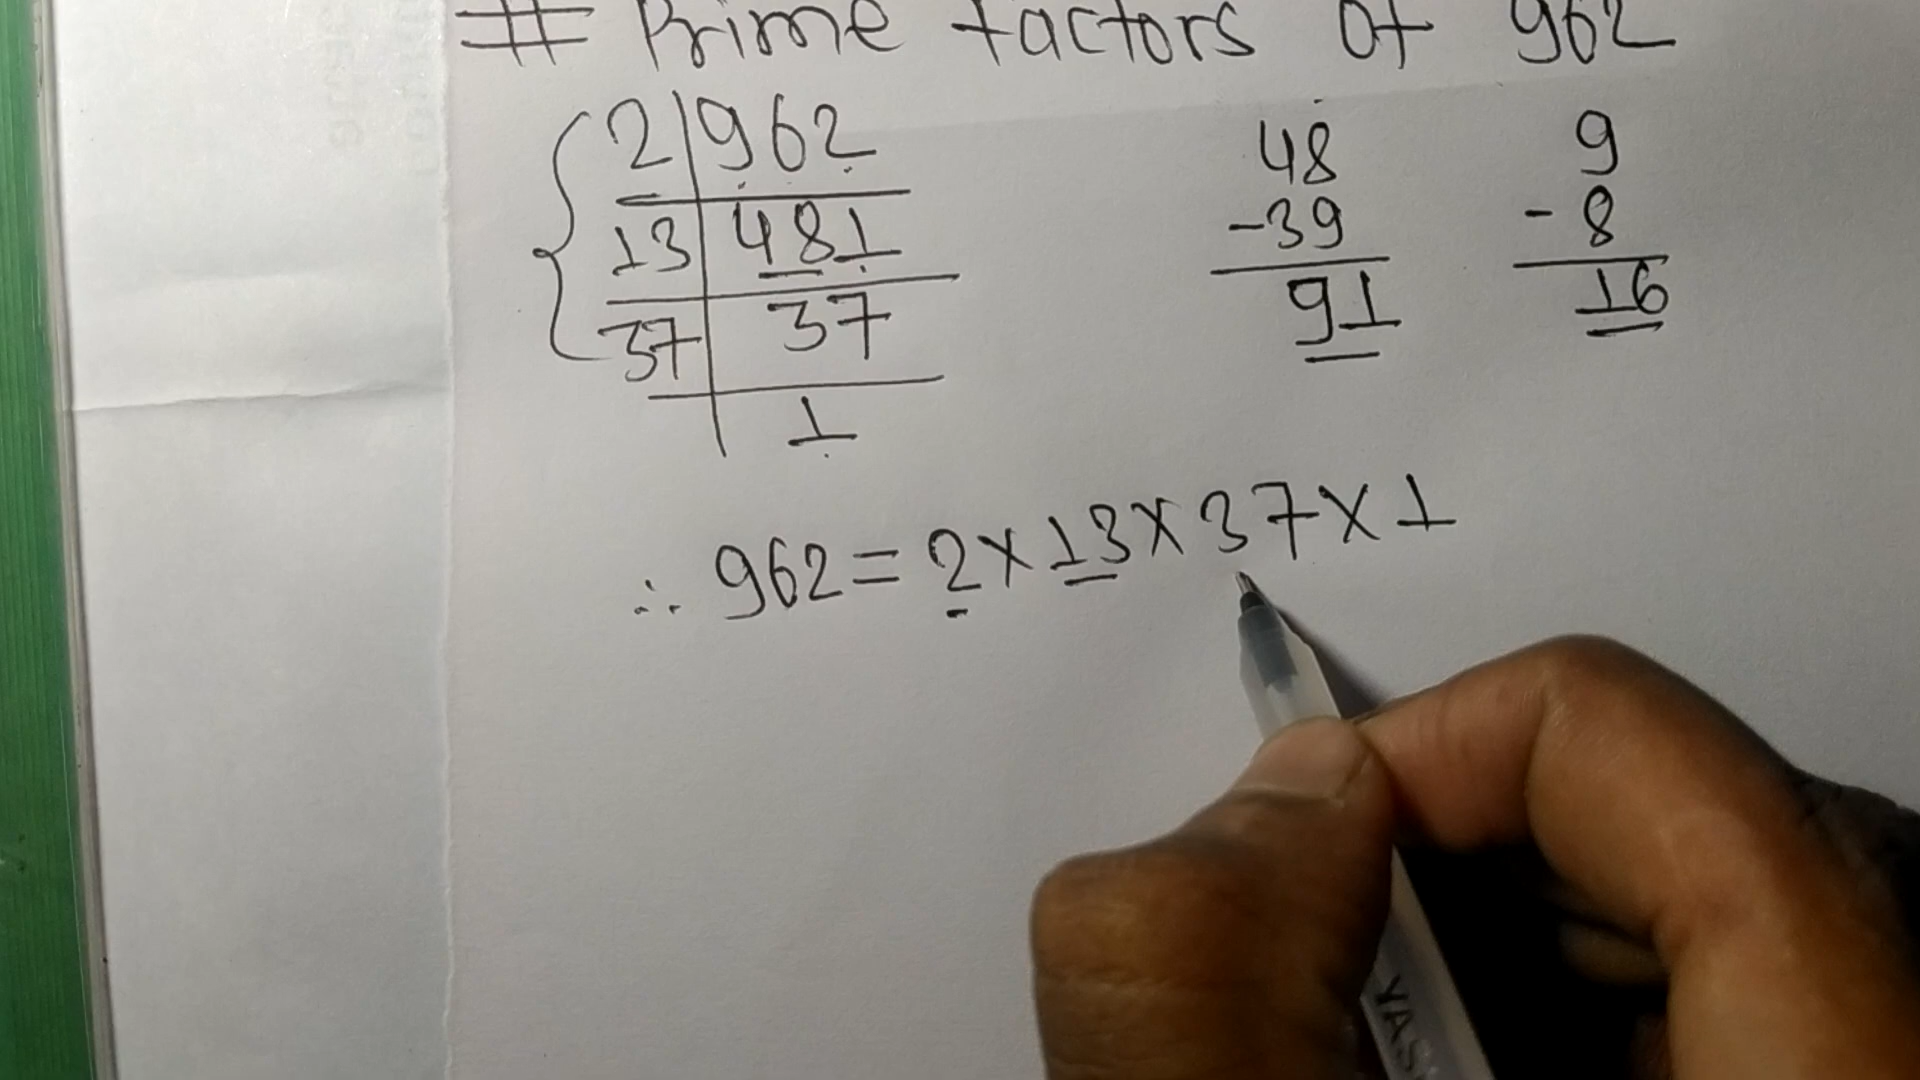 # Prime factors of 962
2 | 962
13 | 481
37 | 37
1
48
-39
91
9
- 8
16
∴ 962 = 2 × 13 × 37 × 1